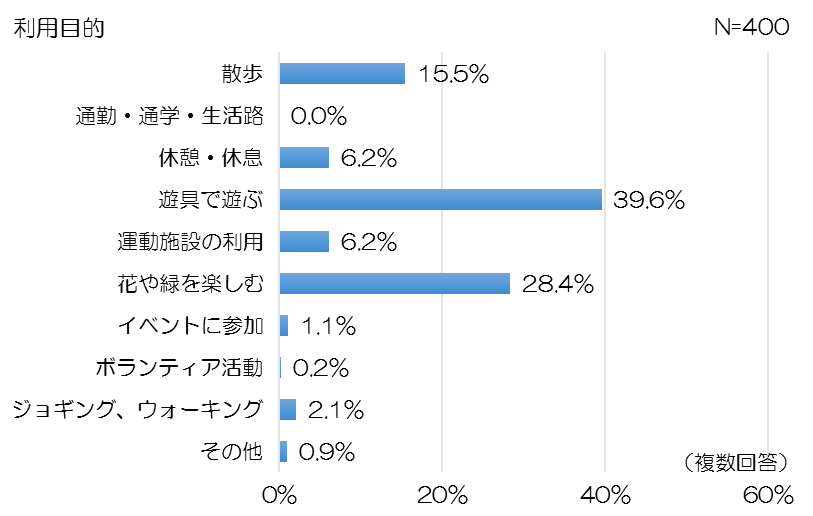 利用目的
N=400
散歩 15.5%
通勤・通学・生活路 0.0%
休憩・休息 6.2%
遊具で遊ぶ 39.6%
運動施設の利用 6.2%
花や緑を楽しむ 28.4%
イベントに参加 1.1%
ボランティア活動 0.2%
ジョギング、ウォーキング 2.1%
その他 0.9%
（複数回答）
0% 20% 40% 60%